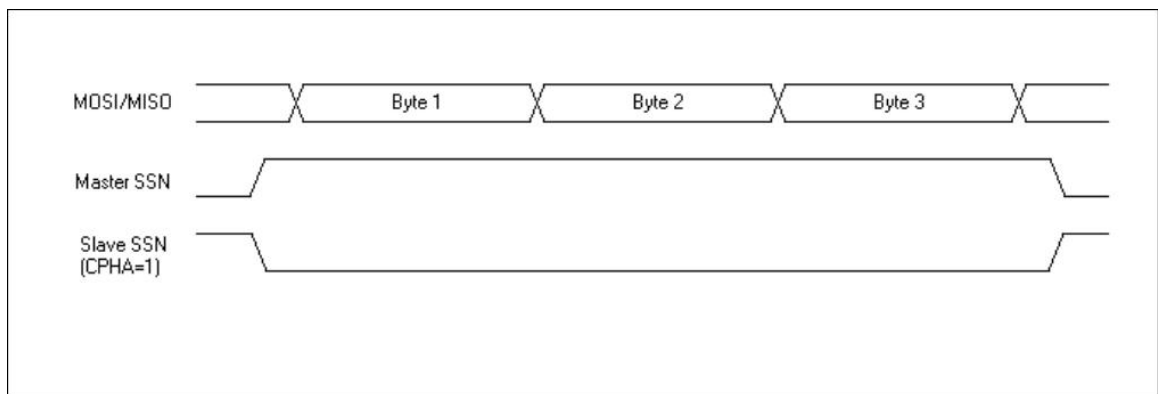 MOSI/MISO
Byte 1
Byte 2
Byte 3
Master SSN
Slave SSN
(CPHA=1)